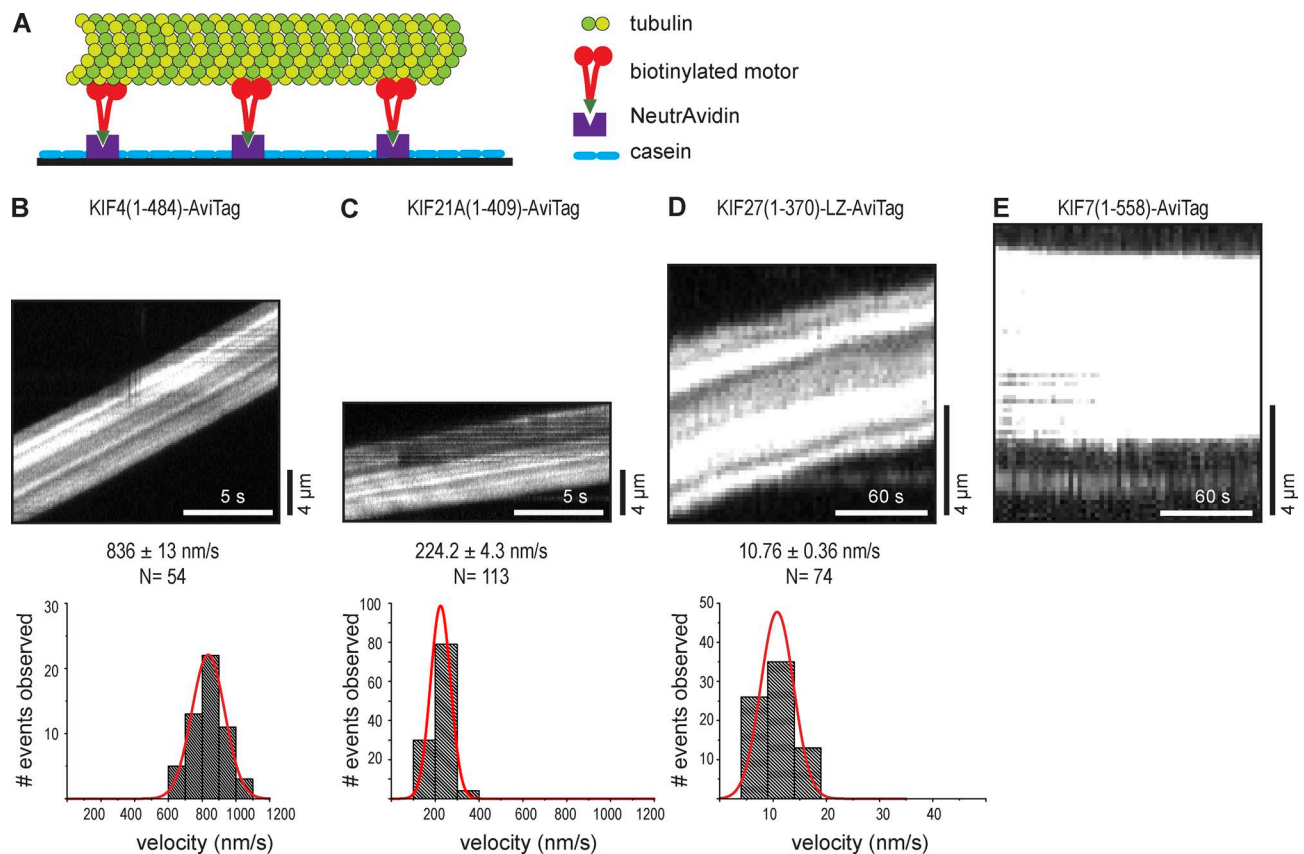 A
tubulin
biotinylated motor
NeutrAvidin
casein
B KIF4(1-484)-AviTag
C KIF21A(1-409)-AviTag
D KIF27(1-370)-LZ-AviTag
E KIF7(1-558)-AviTag
5 s
4 µm
5 s
4 µm
60 s
4 µm
60 s
4 µm
836 ± 13 nm/s
N= 54
224.2 ± 4.3 nm/s
N= 113
10.76 ± 0.36 nm/s
N= 74
# events observed
30
20
10
200 400 600 800 1000 1200
velocity (nm/s)
# events observed
100
80
60
40
20
200 400 600 800 1000 1200
velocity (nm/s)
# events observed
50
40
30
20
10
10 20 30 40
velocity (nm/s)